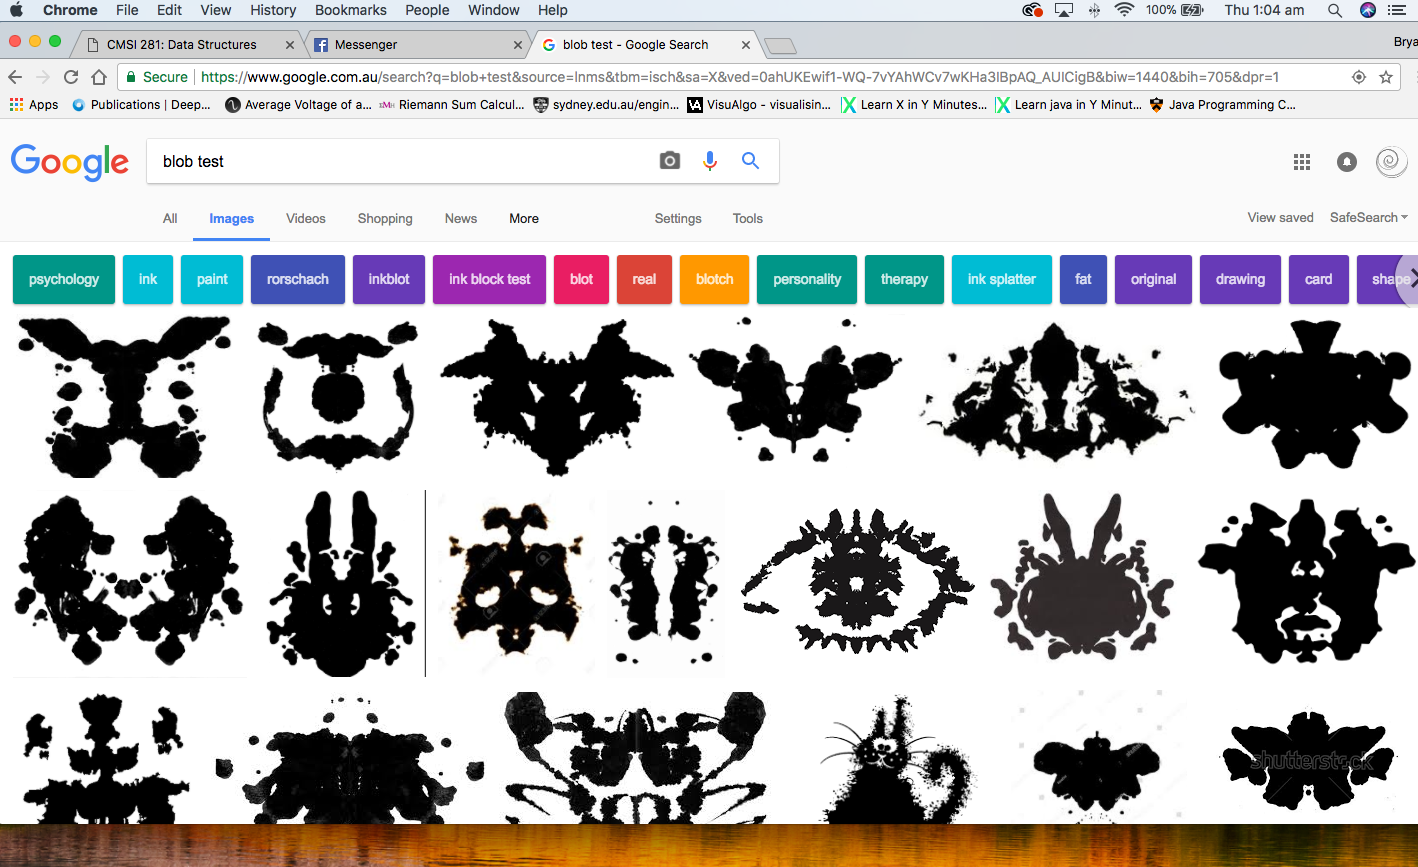 Chrome File Edit View History Bookmarks People Window Help 100% Thu 1:04 am
CMSI 281: Data Structures Messenger blob test - Google Search Brya
Secure https://www.google.com.au/search?q=blob+test&source=lnms&tbm=isch&sa=X&ved=0ahUKEwif1-WQ-7vYAhWCv7wKHa3IBpAQ_AUICigB&biw=1440&bih=705&dpr=1
Apps Publications | Deep... Average Voltage of a... Riemann Sum Calcul... sydney.edu.au/engin... VisuAlgo - visualisin... Learn X in Y Minutes... Learn java in Y Minut... Java Programming C...
Google blob test
All Images Videos Shopping News More Settings Tools View saved SafeSearch
psychology ink paint rorschach inkblot ink block test blot real blotch personality therapy ink splatter fat original drawing card shape
shutterstock